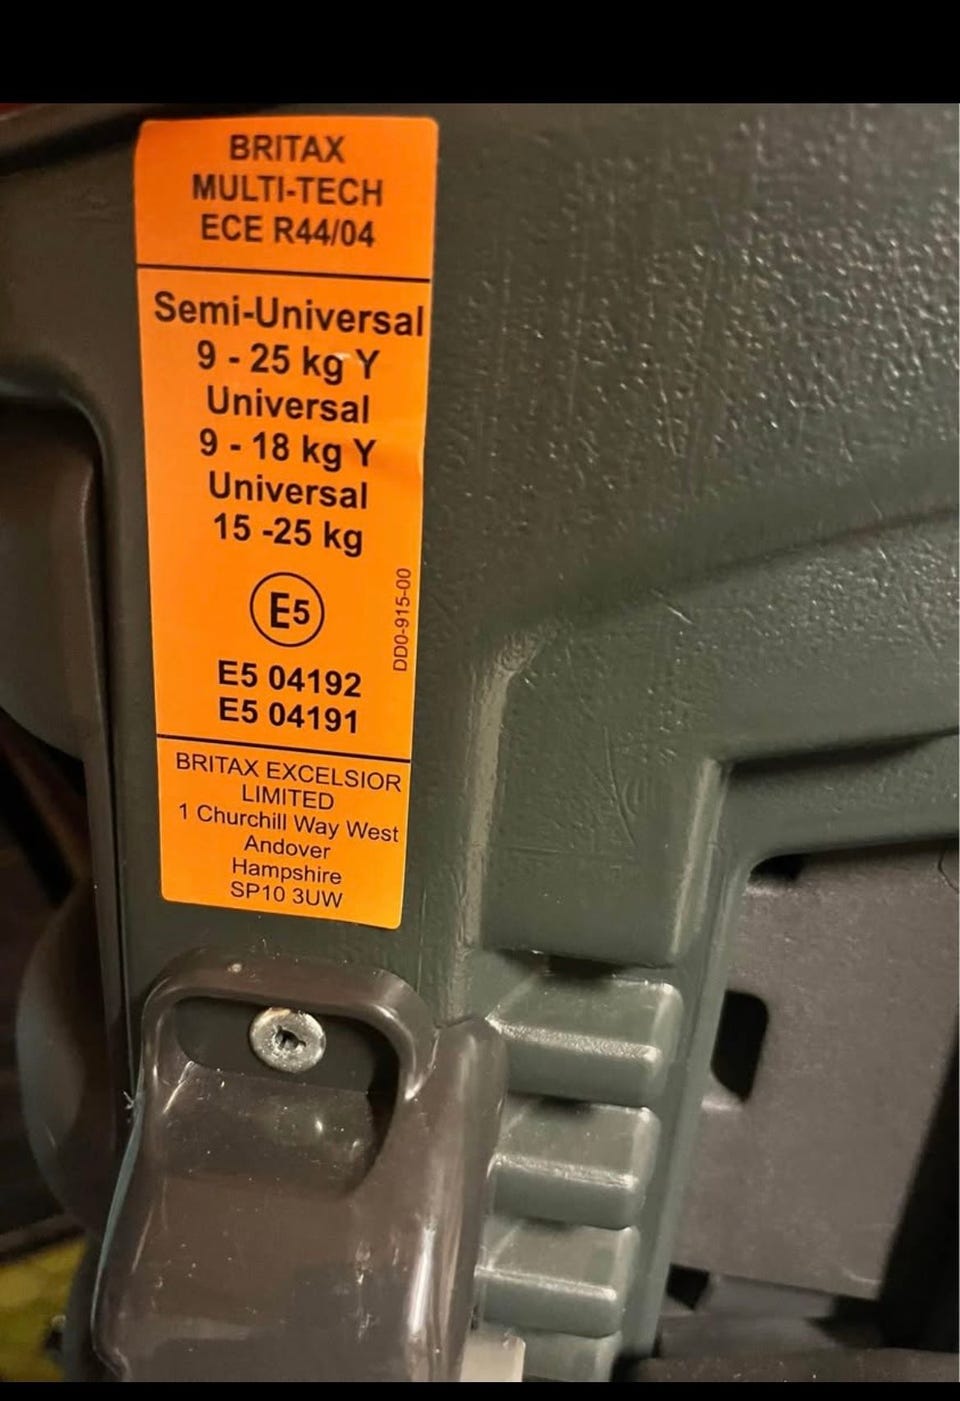 BRITAX
MULTI-TECH
ECE R44/04
Semi-Universal
9 - 25 kg Y
Universal
9 - 18 kg Y
Universal
15 -25 kg
E5
E5 04192
E5 04191
DD0-915-00
BRITAX EXCELSIOR
LIMITED
1 Churchill Way West
Andover
Hampshire
SP10 3UW